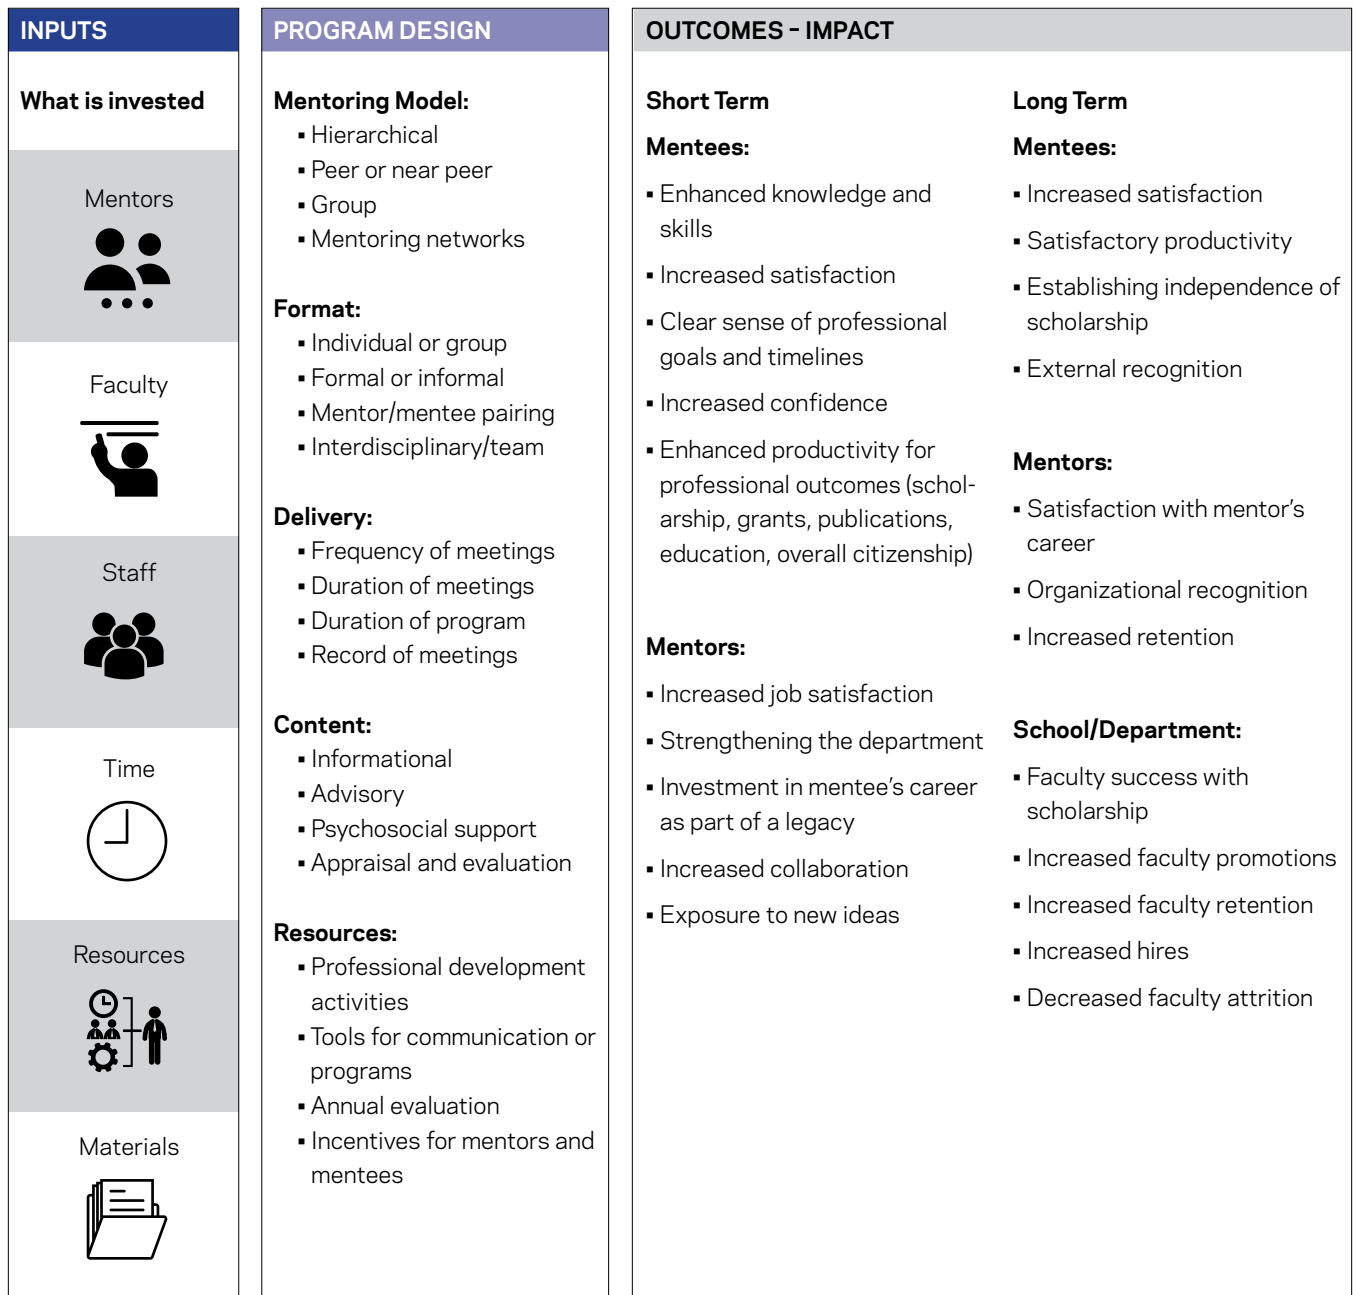 INPUTS
What is invested
Mentors
Faculty
Staff
Time
Resources
Materials
PROGRAM DESIGN
Mentoring Model:
▪ Hierarchical
▪ Peer or near peer
▪ Group
▪ Mentoring networks
Format:
▪ Individual or group
▪ Formal or informal
▪ Mentor/mentee pairing
▪ Interdisciplinary/team
Delivery:
▪ Frequency of meetings
▪ Duration of meetings
▪ Duration of program
▪ Record of meetings
Content:
▪ Informational
▪ Advisory
▪ Psychosocial support
▪ Appraisal and evaluation
Resources:
▪ Professional development
activities
▪ Tools for communication or
programs
▪ Annual evaluation
▪ Incentives for mentors and
mentees
OUTCOMES – IMPACT
Short Term
Mentees:
▪ Enhanced knowledge and
skills
▪ Increased satisfaction
▪ Clear sense of professional
goals and timelines
▪ Increased confidence
▪ Enhanced productivity for
professional outcomes (schol-
arship, grants, publications,
education, overall citizenship)
Mentors:
▪ Increased job satisfaction
▪ Strengthening the department
▪ Investment in mentee’s career
as part of a legacy
▪ Increased collaboration
▪ Exposure to new ideas
Long Term
Mentees:
▪ Increased satisfaction
▪ Satisfactory productivity
▪ Establishing independence of
scholarship
▪ External recognition
Mentors:
▪ Satisfaction with mentor’s
career
▪ Organizational recognition
▪ Increased retention
School/Department:
▪ Faculty success with
scholarship
▪ Increased faculty promotions
▪ Increased faculty retention
▪ Increased hires
▪ Decreased faculty attrition